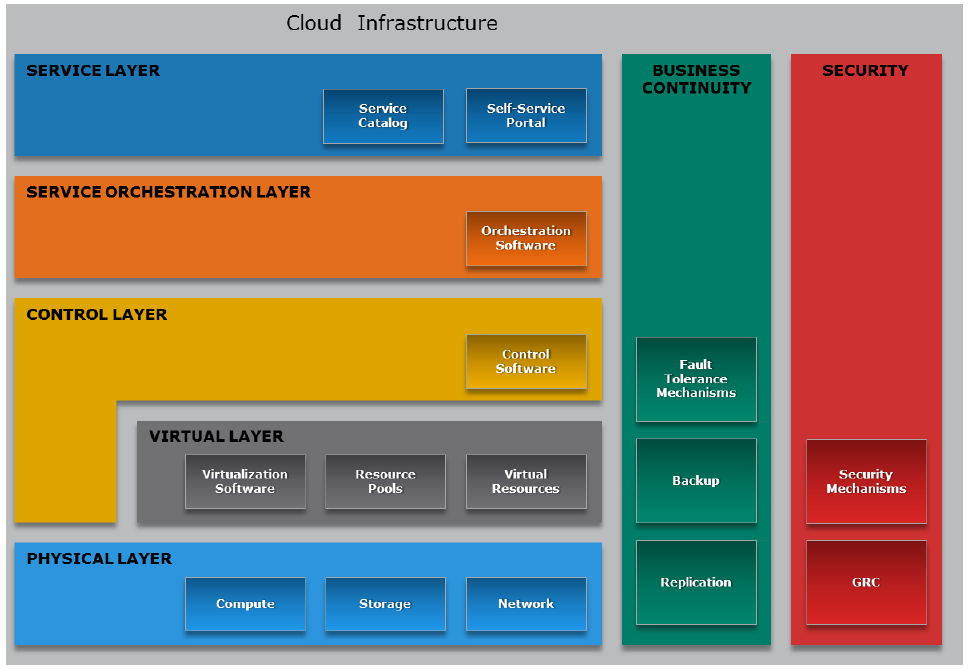 Cloud Infrastructure
SERVICE LAYER
Service
Catalog
Self-Service
Portal
SERVICE ORCHESTRATION LAYER
Orchestration
Software
CONTROL LAYER
Control
Software
VIRTUAL LAYER
Virtualization
Software
Resource
Pools
Virtual
Resources
PHYSICAL LAYER
Compute
Storage
Network
BUSINESS
CONTINUITY
Fault
Tolerance
Mechanisms
Backup
Replication
SECURITY
Security
Mechanisms
GRC